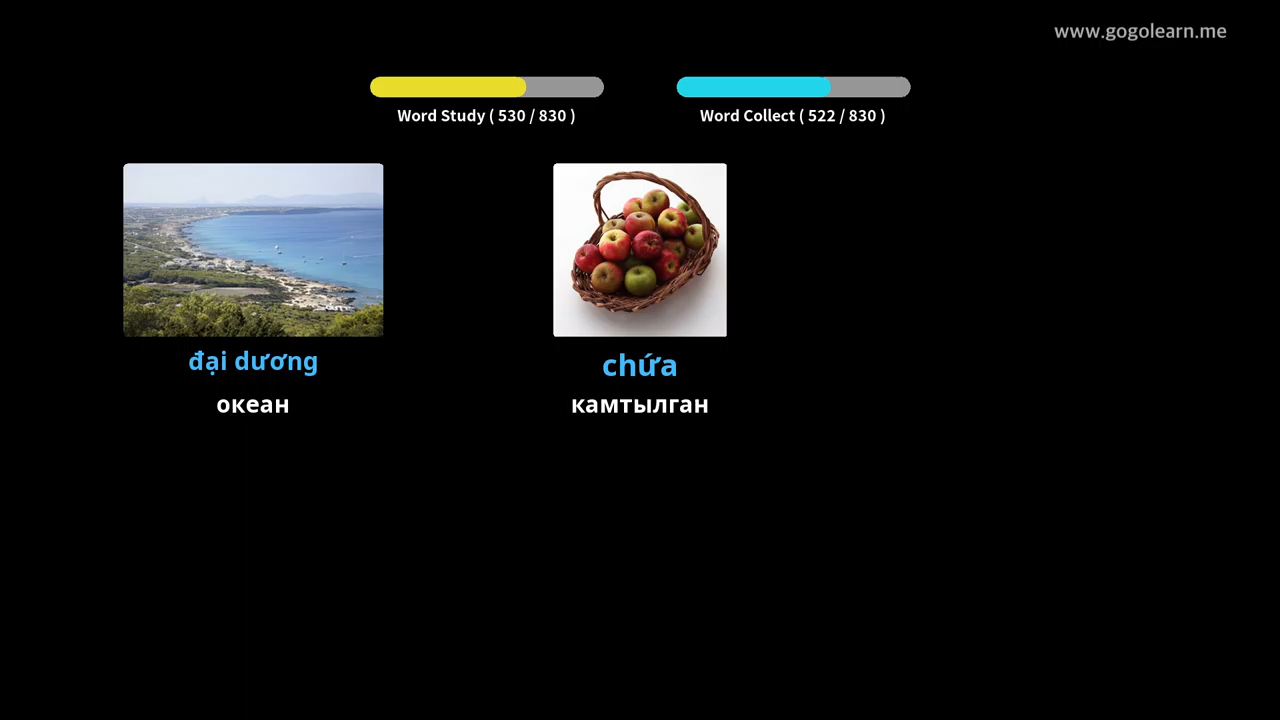 www.gogolearn.me
Word Study ( 530 / 830 )
Word Collect ( 522 / 830 )
đại dương
океан
chứa
камтылган